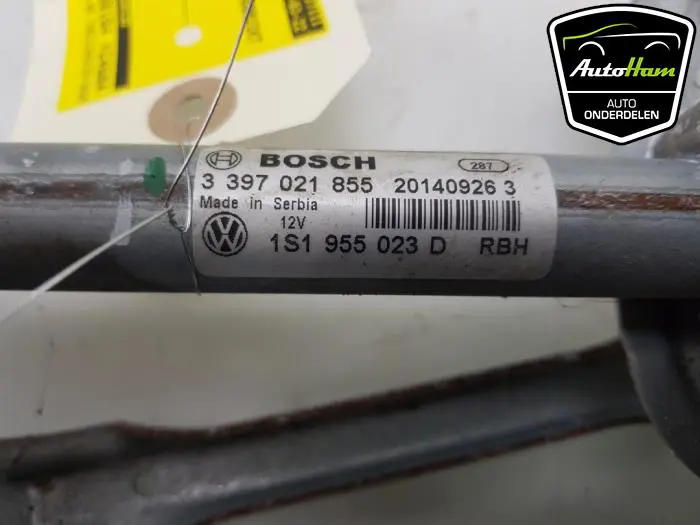 AutoHam
AUTO
ONDERDELEN
BOSCH 287
3 397 021 855 20140926 3
Made in Serbia
12V
1S1 955 023 D RBH